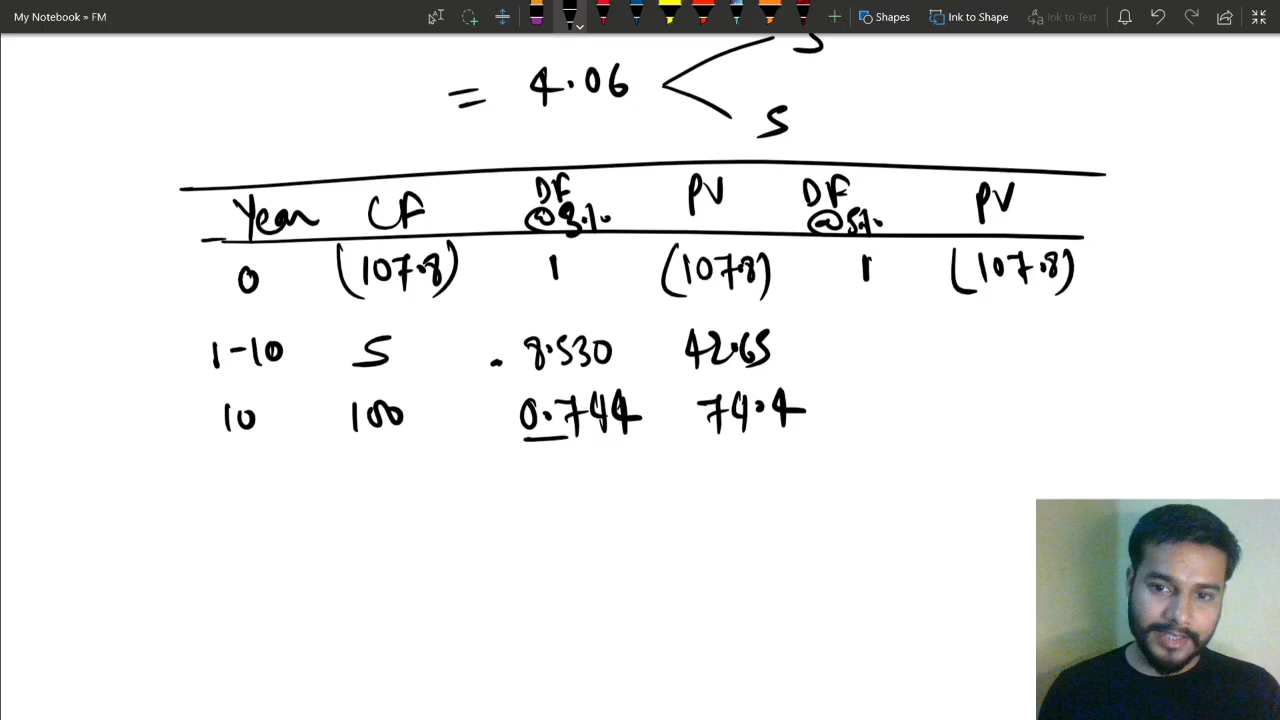 My Notebook » FM
Shapes Ink to Shape Ink to Text
= 4.06
5
Year CF DF @3% PV DF @5% PV
0 (107.8) 1 (107.8) 1 (107.8)
1-10 5 8.530 42.65
10 100 0.744 74.4